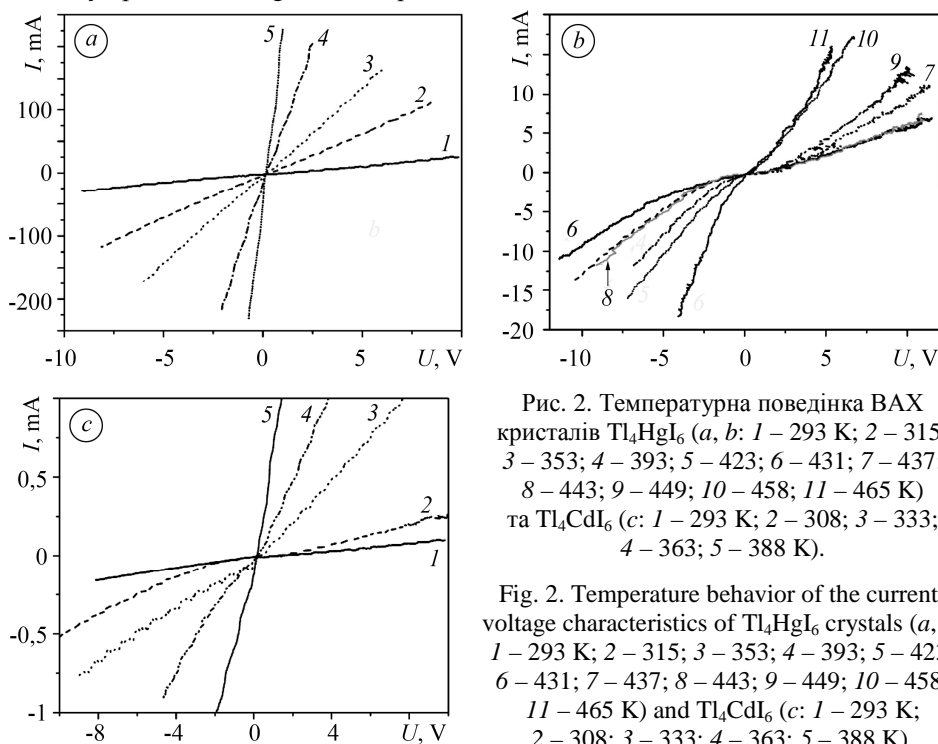 a
I, mA
100
0
-100
-200
-10
-5
0
5
U, V
5
4
3
2
1
b
b
I, mA
10
5
0
-5
-10
-15
-20
-10
-5
0
5
U, V
11
10
9
7
6
8
4
5
6
c
I, mA
0,5
0
-0,5
-1
-8
-4
0
4
U, V
5
4
3
2
1
Рис. 2. Температурна поведінка ВАХ
кристалів Tl₄HgI₆ (a, b: 1 – 293 K; 2 – 315
3 – 353; 4 – 393; 5 – 423; 6 – 431; 7 – 437
8 – 443; 9 – 449; 10 – 458; 11 – 465 K)
та Tl₄CdI₆ (c: 1 – 293 K; 2 – 308; 3 – 333;
4 – 363; 5 – 388 K).
Fig. 2. Temperature behavior of the current
voltage characteristics of Tl₄HgI₆ crystals (a,
1 – 293 K; 2 – 315; 3 – 353; 4 – 393; 5 – 423
6 – 431; 7 – 437; 8 – 443; 9 – 449; 10 – 458
11 – 465 K) and Tl₄CdI₆ (c: 1 – 293 K;
2 – 308; 3 – 333; 4 – 363; 5 – 388 K)